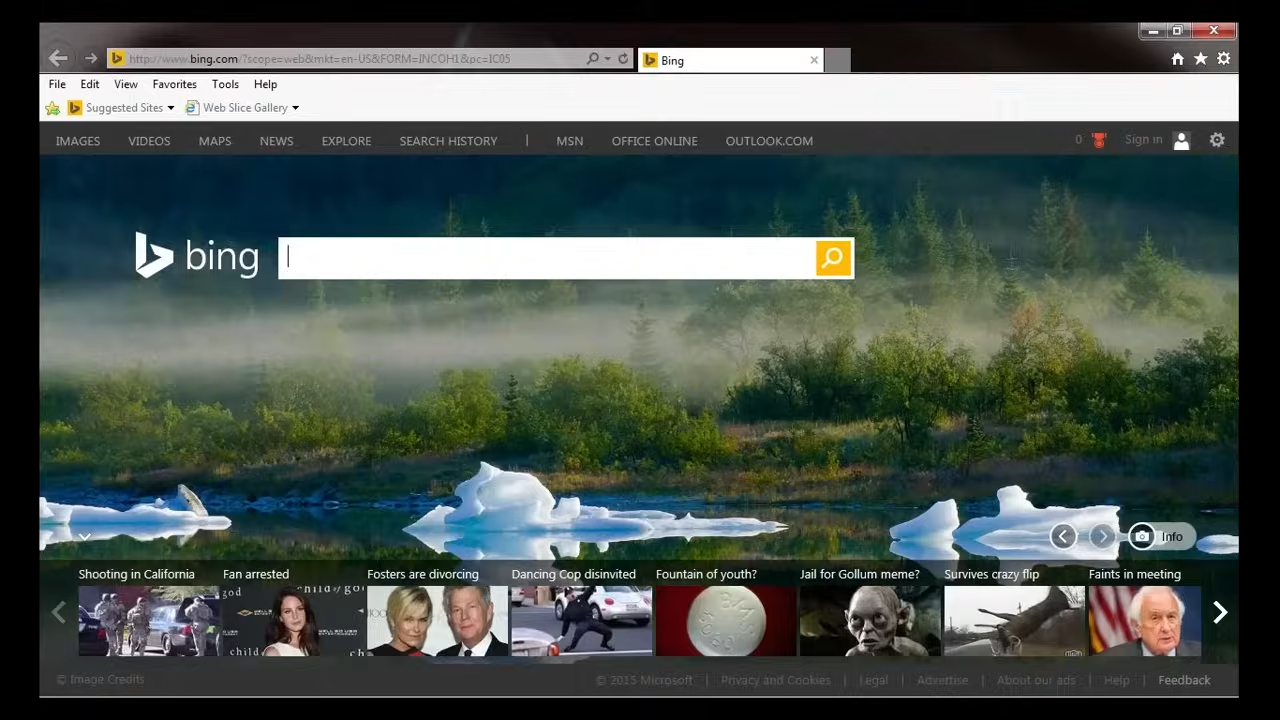 http://www.bing.com/?scope=web&mkt=en-US&FORM=INCOH1&pc=IC05
Bing
File Edit View Favorites Tools Help
Suggested Sites Web Slice Gallery
IMAGES VIDEOS MAPS NEWS EXPLORE SEARCH HISTORY | MSN OFFICE ONLINE OUTLOOK.COM 0 Sign in
bing
Info
Shooting in California Fan arrested Fosters are divorcing Dancing Cop disinvited Fountain of youth? Jail for Gollum meme? Survives crazy flip Faints in meeting
© Image Credits © 2015 Microsoft | Privacy and Cookies | Legal | Advertise | About our ads | Help | Feedback